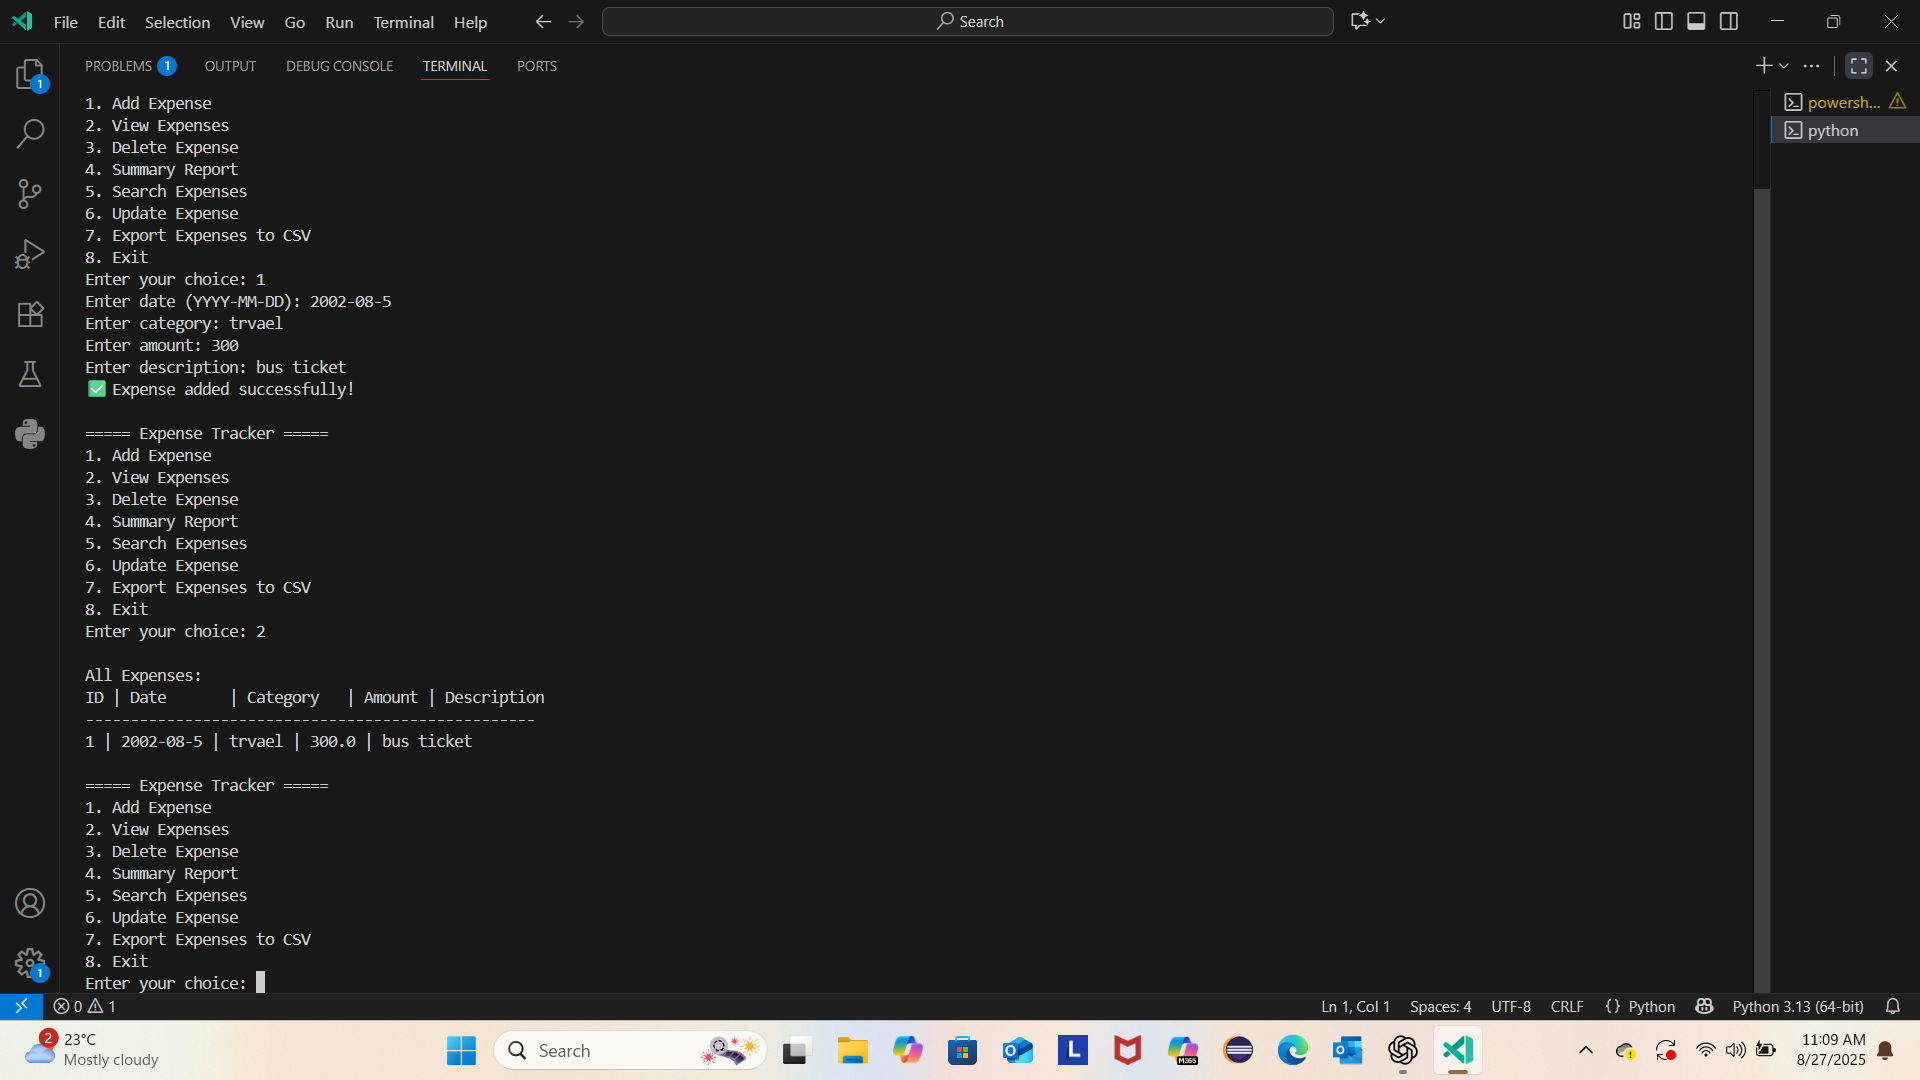 File Edit Selection View Go Run Terminal Help Search
PROBLEMS 1 OUTPUT DEBUG CONSOLE TERMINAL PORTS
powersh...
python
1
1. Add Expense
2. View Expenses
3. Delete Expense
4. Summary Report
5. Search Expenses
6. Update Expense
7. Export Expenses to CSV
8. Exit
Enter your choice: 1
Enter date (YYYY-MM-DD): 2002-08-5
Enter category: trvael
Enter amount: 300
Enter description: bus ticket
✅ Expense added successfully!
===== Expense Tracker =====
1. Add Expense
2. View Expenses
3. Delete Expense
4. Summary Report
5. Search Expenses
6. Update Expense
7. Export Expenses to CSV
8. Exit
Enter your choice: 2
All Expenses:
ID | Date       | Category   | Amount | Description
--------------------------------------------------
1 | 2002-08-5 | trvael | 300.0 | bus ticket
===== Expense Tracker =====
1. Add Expense
2. View Expenses
3. Delete Expense
4. Summary Report
5. Search Expenses
6. Update Expense
7. Export Expenses to CSV
8. Exit
Enter your choice:
1
0 1 Ln 1, Col 1 Spaces: 4 UTF-8 CRLF {} Python Python 3.13 (64-bit)
2 23°C
Mostly cloudy
Search
L
M365
11:09 AM
8/27/2025